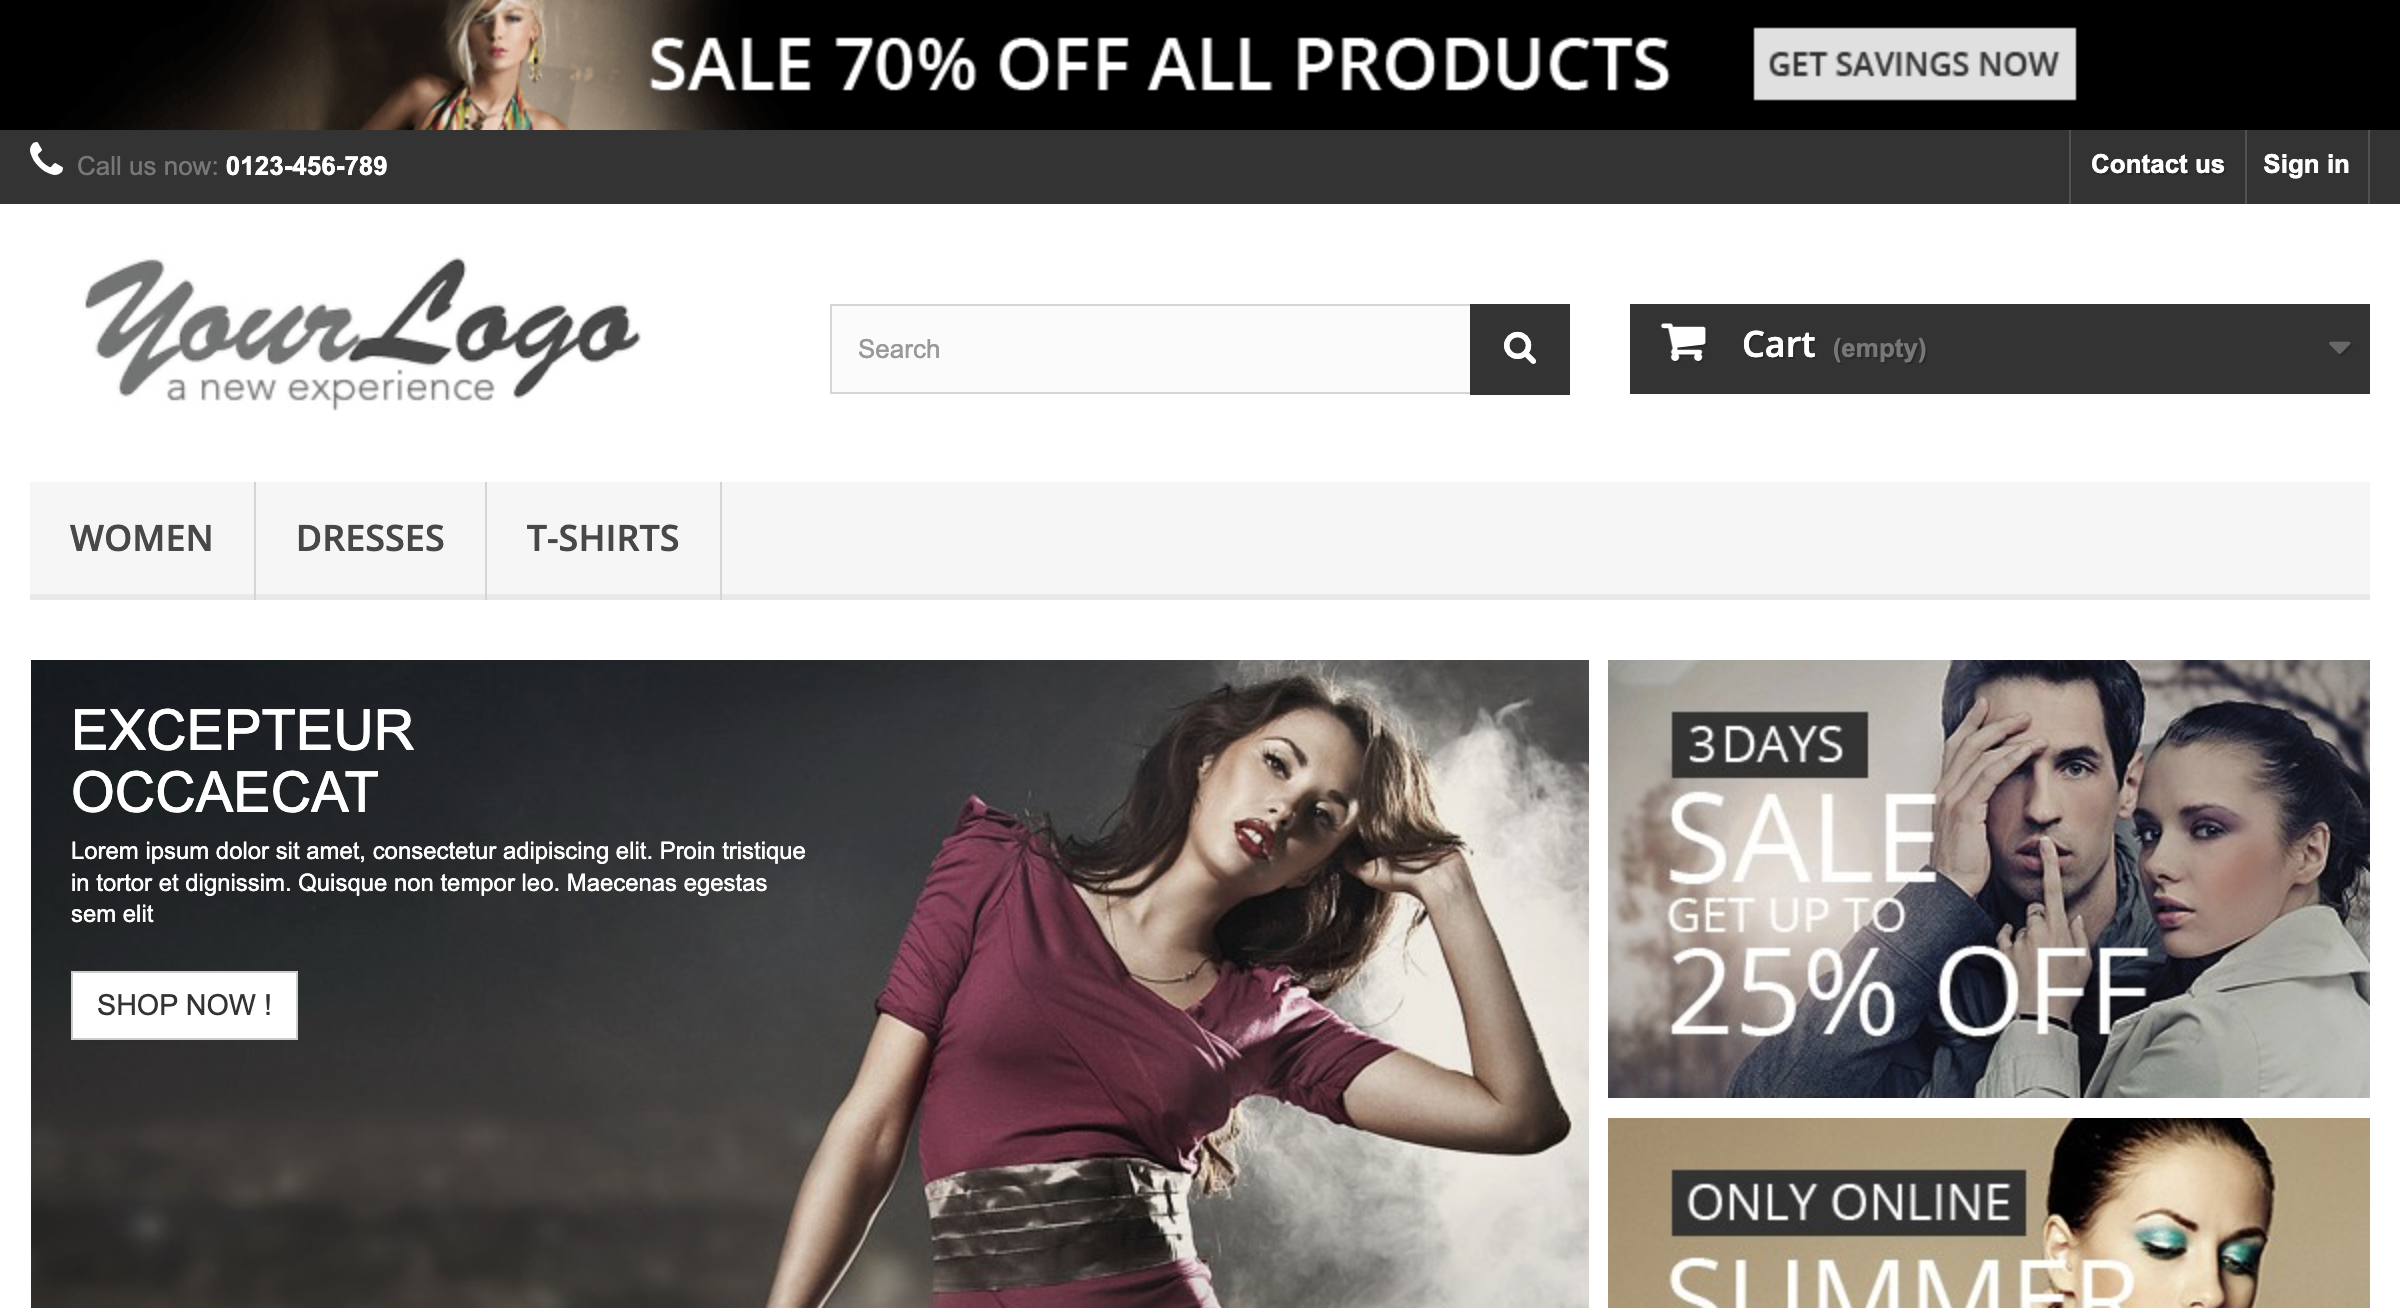 SALE 70% OFF ALL PRODUCTS
GET SAVINGS NOW
Call us now: 0123-456-789
Contact us
Sign in
YourLogo
a new experience
Search
Cart (empty)
WOMEN
DRESSES
T-SHIRTS
EXCEPTEUR
OCCAECAT
Lorem ipsum dolor sit amet, consectetur adipiscing elit. Proin tristique
in tortor et dignissim. Quisque non tempor leo. Maecenas egestas
sem elit
SHOP NOW !
3 DAYS
SALE
GET UP TO
25% OFF
ONLY ONLINE
SUMMER